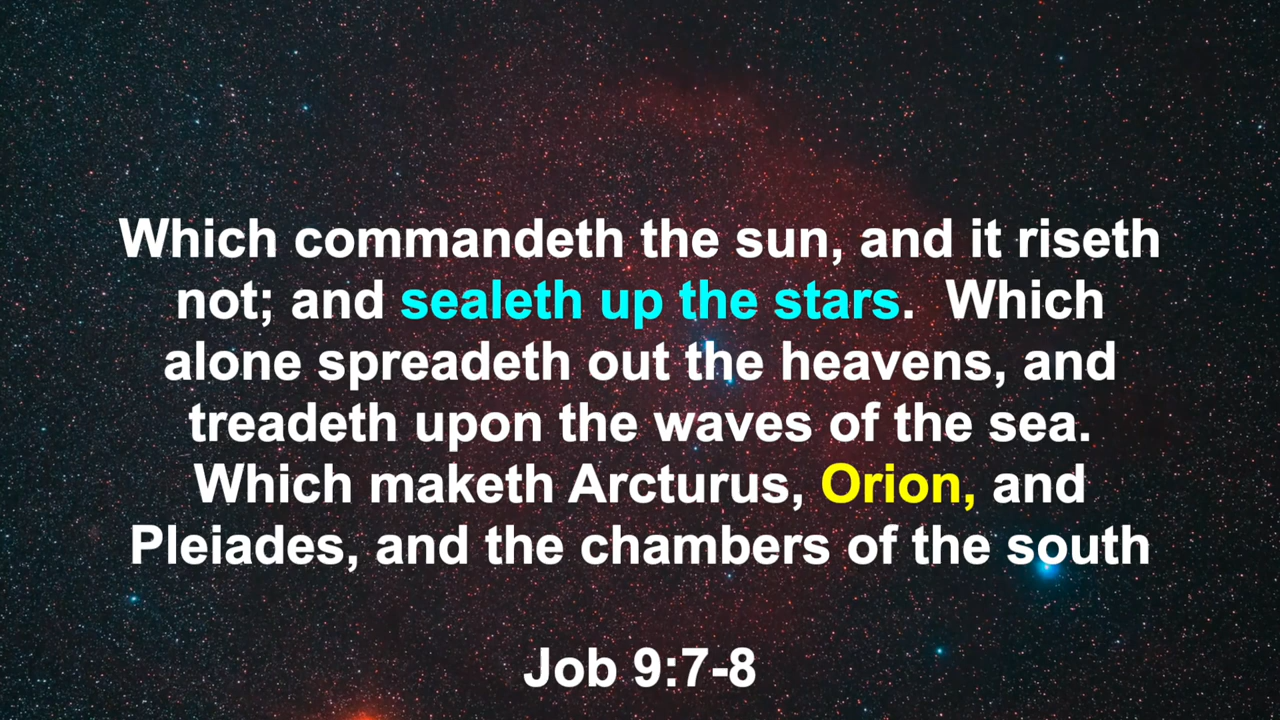 Which commandeth the sun, and it riseth
not; and sealeth up the stars.  Which
alone spreadeth out the heavens, and
treadeth upon the waves of the sea.
Which maketh Arcturus, Orion, and
Pleiades, and the chambers of the south
Job 9:7-8